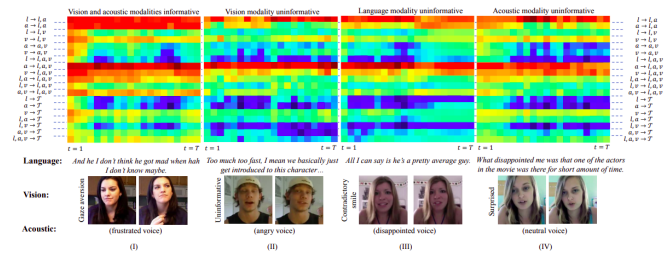 Vision and acoustic modalities informative
Vision modality uninformative
Language modality uninformative
Acoustic modality uninformative
l → l, a
a → l, a
v → l, v
a → a, v
v → a, v
l → l, a, v
a → l, a, v
v → l, a, v
l, v → l, a, v
a, v → l, a, v
l → T
a → T
v → T
l, v → T
a, v → T
l, a, v → T
l → l, a
a → l, a
v → l, v
a → a, v
v → a, v
l → l, a, v
a → l, a, v
v → l, a, v
l, v → l, a, v
a, v → l, a, v
l → T
a → T
v → T
l, v → T
a, v → T
l, a, v → T
t = 1 t = T
t = 1 t = T
t = 1 t = T
t = 1 t = T
Language:
And he I don't think he got mad when hah
I don't know maybe.
Too much too fast, I mean we basically just
get introduced to this character…
All I can say is he's a pretty average guy.
What disappointed me was that one of the actors
in the movie was there for short amount of time.
Vision:
Gaze aversion
Uninformative
Contradictory
smile
Surprised
Acoustic:
(frustrated voice)
(angry voice)
(disappointed voice)
(neutral voice)
(I)
(II)
(III)
(IV)